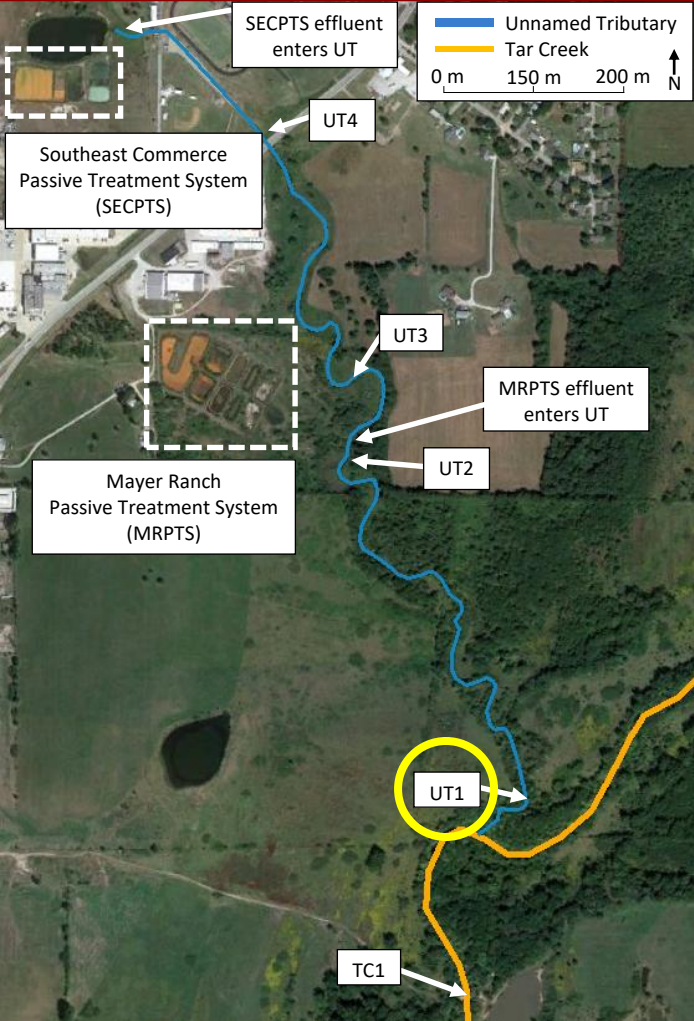 SECPTS effluent
enters UT
Unnamed Tributary
Tar Creek
0 m 150 m 200 m
N
UT4
Southeast Commerce
Passive Treatment System
(SECPTS)
UT3
MRPTS effluent
enters UT
UT2
Mayer Ranch
Passive Treatment System
(MRPTS)
UT1
TC1